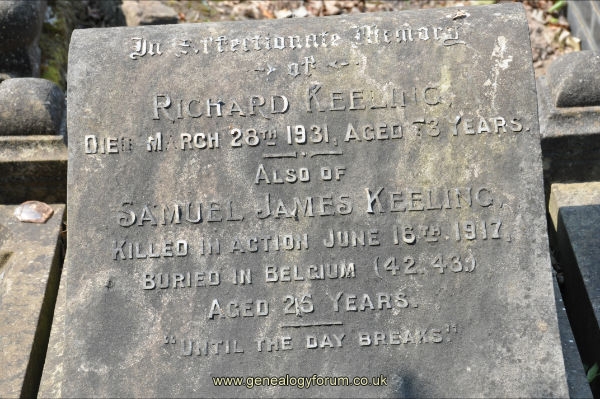 In Affectionate Memory
of
RICHARD KEELING,
DIED MARCH 28TH 1931, AGED 73 YEARS.
ALSO OF
SAMUEL JAMES KEELING,
KILLED IN ACTION JUNE 16TH 1917,
BURIED IN BELGIUM (42.43.)
AGED 26 YEARS.
"UNTIL THE DAY BREAKS."
www.genealogyforum.co.uk